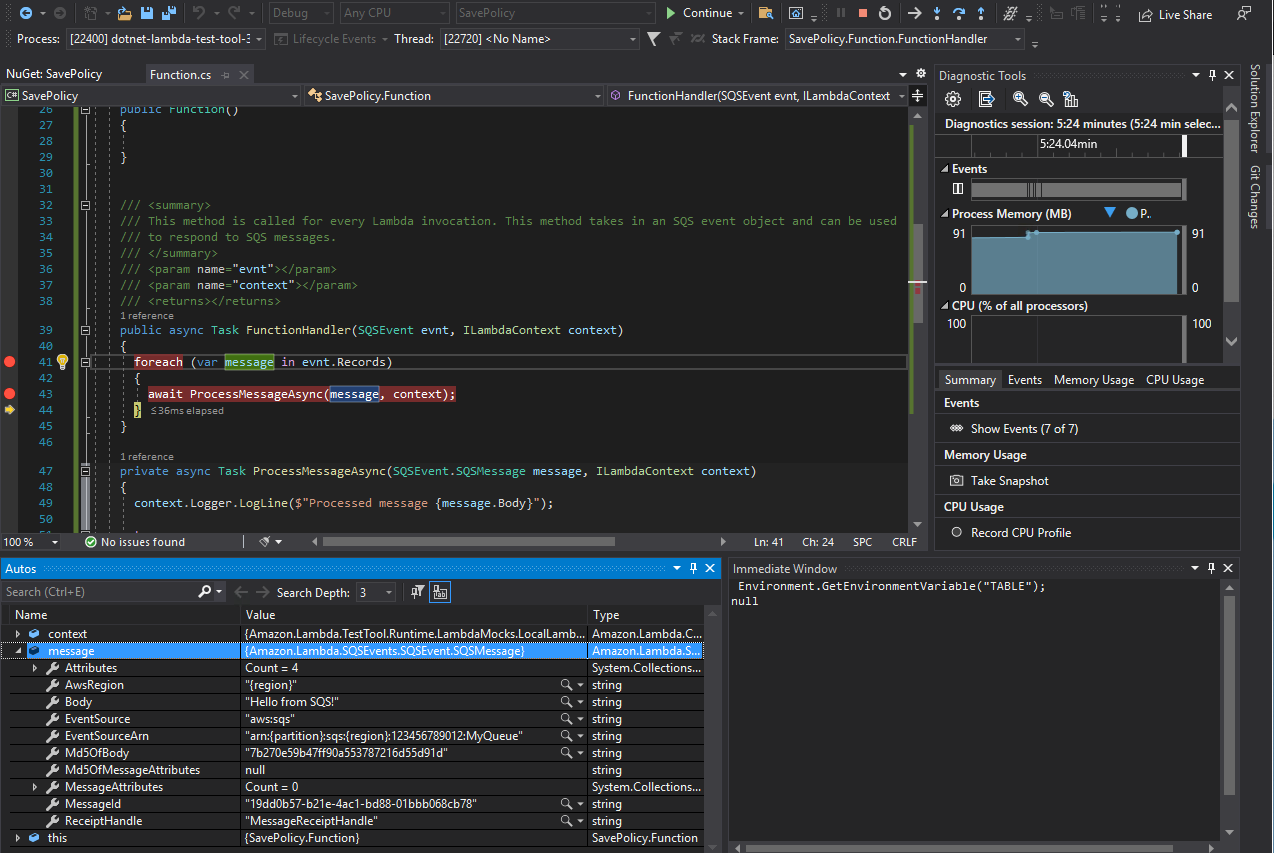 Debug Any CPU SavePolicy Continue Live Share
Process: [22400] dotnet-lambda-test-tool-3 Lifecycle Events Thread: [22720] <No Name> Stack Frame: SavePolicy.Function.FunctionHandler
NuGet: SavePolicy Function.cs
C# SavePolicy SavePolicy.Function FunctionHandler(SQSEvent evnt, ILambdaContext
26 public Function()
27 {
28
29 }
30
31
32 /// <summary>
33 /// This method is called for every Lambda invocation. This method takes in an SQS event object and can be used
34 /// to respond to SQS messages.
35 /// </summary>
36 /// <param name="evnt"></param>
37 /// <param name="context"></param>
38 /// <returns></returns>
1 reference
39 public async Task FunctionHandler(SQSEvent evnt, ILambdaContext context)
40 {
41 foreach (var message in evnt.Records)
42 {
43 await ProcessMessageAsync(message, context);
44 } ≤36ms elapsed
45 }
46
1 reference
47 private async Task ProcessMessageAsync(SQSEvent.SQSMessage message, ILambdaContext context)
48 {
49 context.Logger.LogLine($"Processed message {message.Body}");
50
100 % No issues found Ln: 41 Ch: 24 SPC CRLF
Diagnostic Tools
Diagnostics session: 5:24 minutes (5:24 min selec...
5:24.04min
Events
Process Memory (MB) P..
91 91
0 0
CPU (% of all processors)
100 100
Summary Events Memory Usage CPU Usage
Events
Show Events (7 of 7)
Memory Usage
Take Snapshot
CPU Usage
Record CPU Profile
Solution Explorer
Git Changes
Autos
Search (Ctrl+E) Search Depth: 3
Name Value Type
context {Amazon.Lambda.TestTool.Runtime.LambdaMocks.LocalLamb... Amazon.Lambda.C...
message {Amazon.Lambda.SQSEvents.SQSEvent.SQSMessage} Amazon.Lambda.S...
Attributes Count = 4 System.Collections...
AwsRegion "{region}" string
Body "Hello from SQS!" string
EventSource "aws:sqs" string
EventSourceArn "arn:{partition}:sqs:{region}:123456789012:MyQueue" string
Md5OfBody "7b270e59b47ff90a553787216d55d91d" string
Md5OfMessageAttributes null string
MessageAttributes Count = 0 System.Collections...
MessageId "19dd0b57-b21e-4ac1-bd88-01bbb068cb78" string
ReceiptHandle "MessageReceiptHandle" string
this {SavePolicy.Function} SavePolicy.Function
Immediate Window
Environment.GetEnvironmentVariable("TABLE");
null